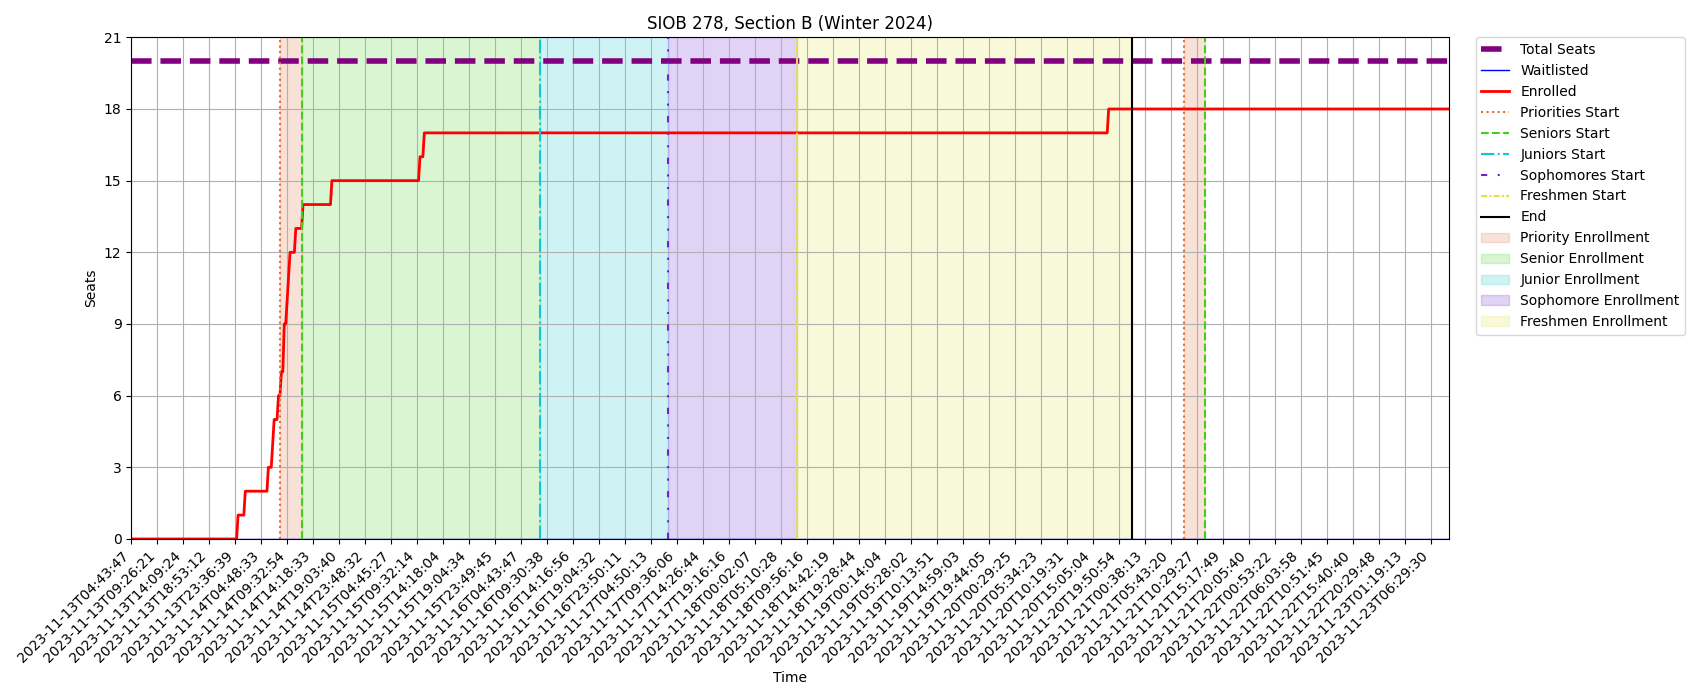 SIOB 278, Section B (Winter 2024)
Total Seats
Waitlisted
Enrolled
Priorities Start
Seniors Start
Juniors Start
Sophomores Start
Freshmen Start
End
Priority Enrollment
Senior Enrollment
Junior Enrollment
Sophomore Enrollment
Freshmen Enrollment
Seats
21
18
15
12
9
6
3
0
2023-11-13T04:43:47
2023-11-13T09:26:21
2023-11-13T14:09:24
2023-11-13T18:53:12
2023-11-13T23:36:39
2023-11-14T04:48:33
2023-11-14T09:32:54
2023-11-14T14:18:33
2023-11-14T19:03:40
2023-11-14T23:48:32
2023-11-15T04:45:27
2023-11-15T09:32:14
2023-11-15T14:18:04
2023-11-15T19:04:34
2023-11-15T23:49:45
2023-11-16T04:43:47
2023-11-16T09:30:38
2023-11-16T14:16:56
2023-11-16T19:04:32
2023-11-16T23:50:11
2023-11-17T04:50:13
2023-11-17T09:36:06
2023-11-17T14:26:44
2023-11-17T19:16:16
2023-11-18T00:02:07
2023-11-18T05:10:28
2023-11-18T09:56:16
2023-11-18T14:42:19
2023-11-18T19:28:44
2023-11-19T00:14:04
2023-11-19T05:28:02
2023-11-19T10:13:51
2023-11-19T14:59:03
2023-11-19T19:44:05
2023-11-20T00:29:25
2023-11-20T05:34:23
2023-11-20T10:19:31
2023-11-20T15:05:04
2023-11-20T19:50:54
2023-11-21T00:38:13
2023-11-21T05:43:20
2023-11-21T10:29:27
2023-11-21T15:17:49
2023-11-21T20:05:40
2023-11-22T00:53:22
2023-11-22T06:03:58
2023-11-22T10:51:45
2023-11-22T15:40:40
2023-11-22T20:29:48
2023-11-23T01:19:13
2023-11-23T06:29:30
Time